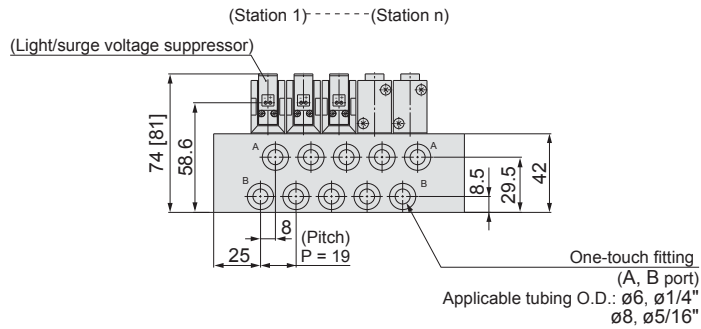 (Station 1)--------(Station n)
(Light/surge voltage suppressor)
74 [81]
58.6
A
A
B
B
8.5
29.5
42
8
(Pitch)
25
P = 19
One-touch fitting
(A, B port)
Applicable tubing O.D.: ø6, ø1/4"
ø8, ø5/16"